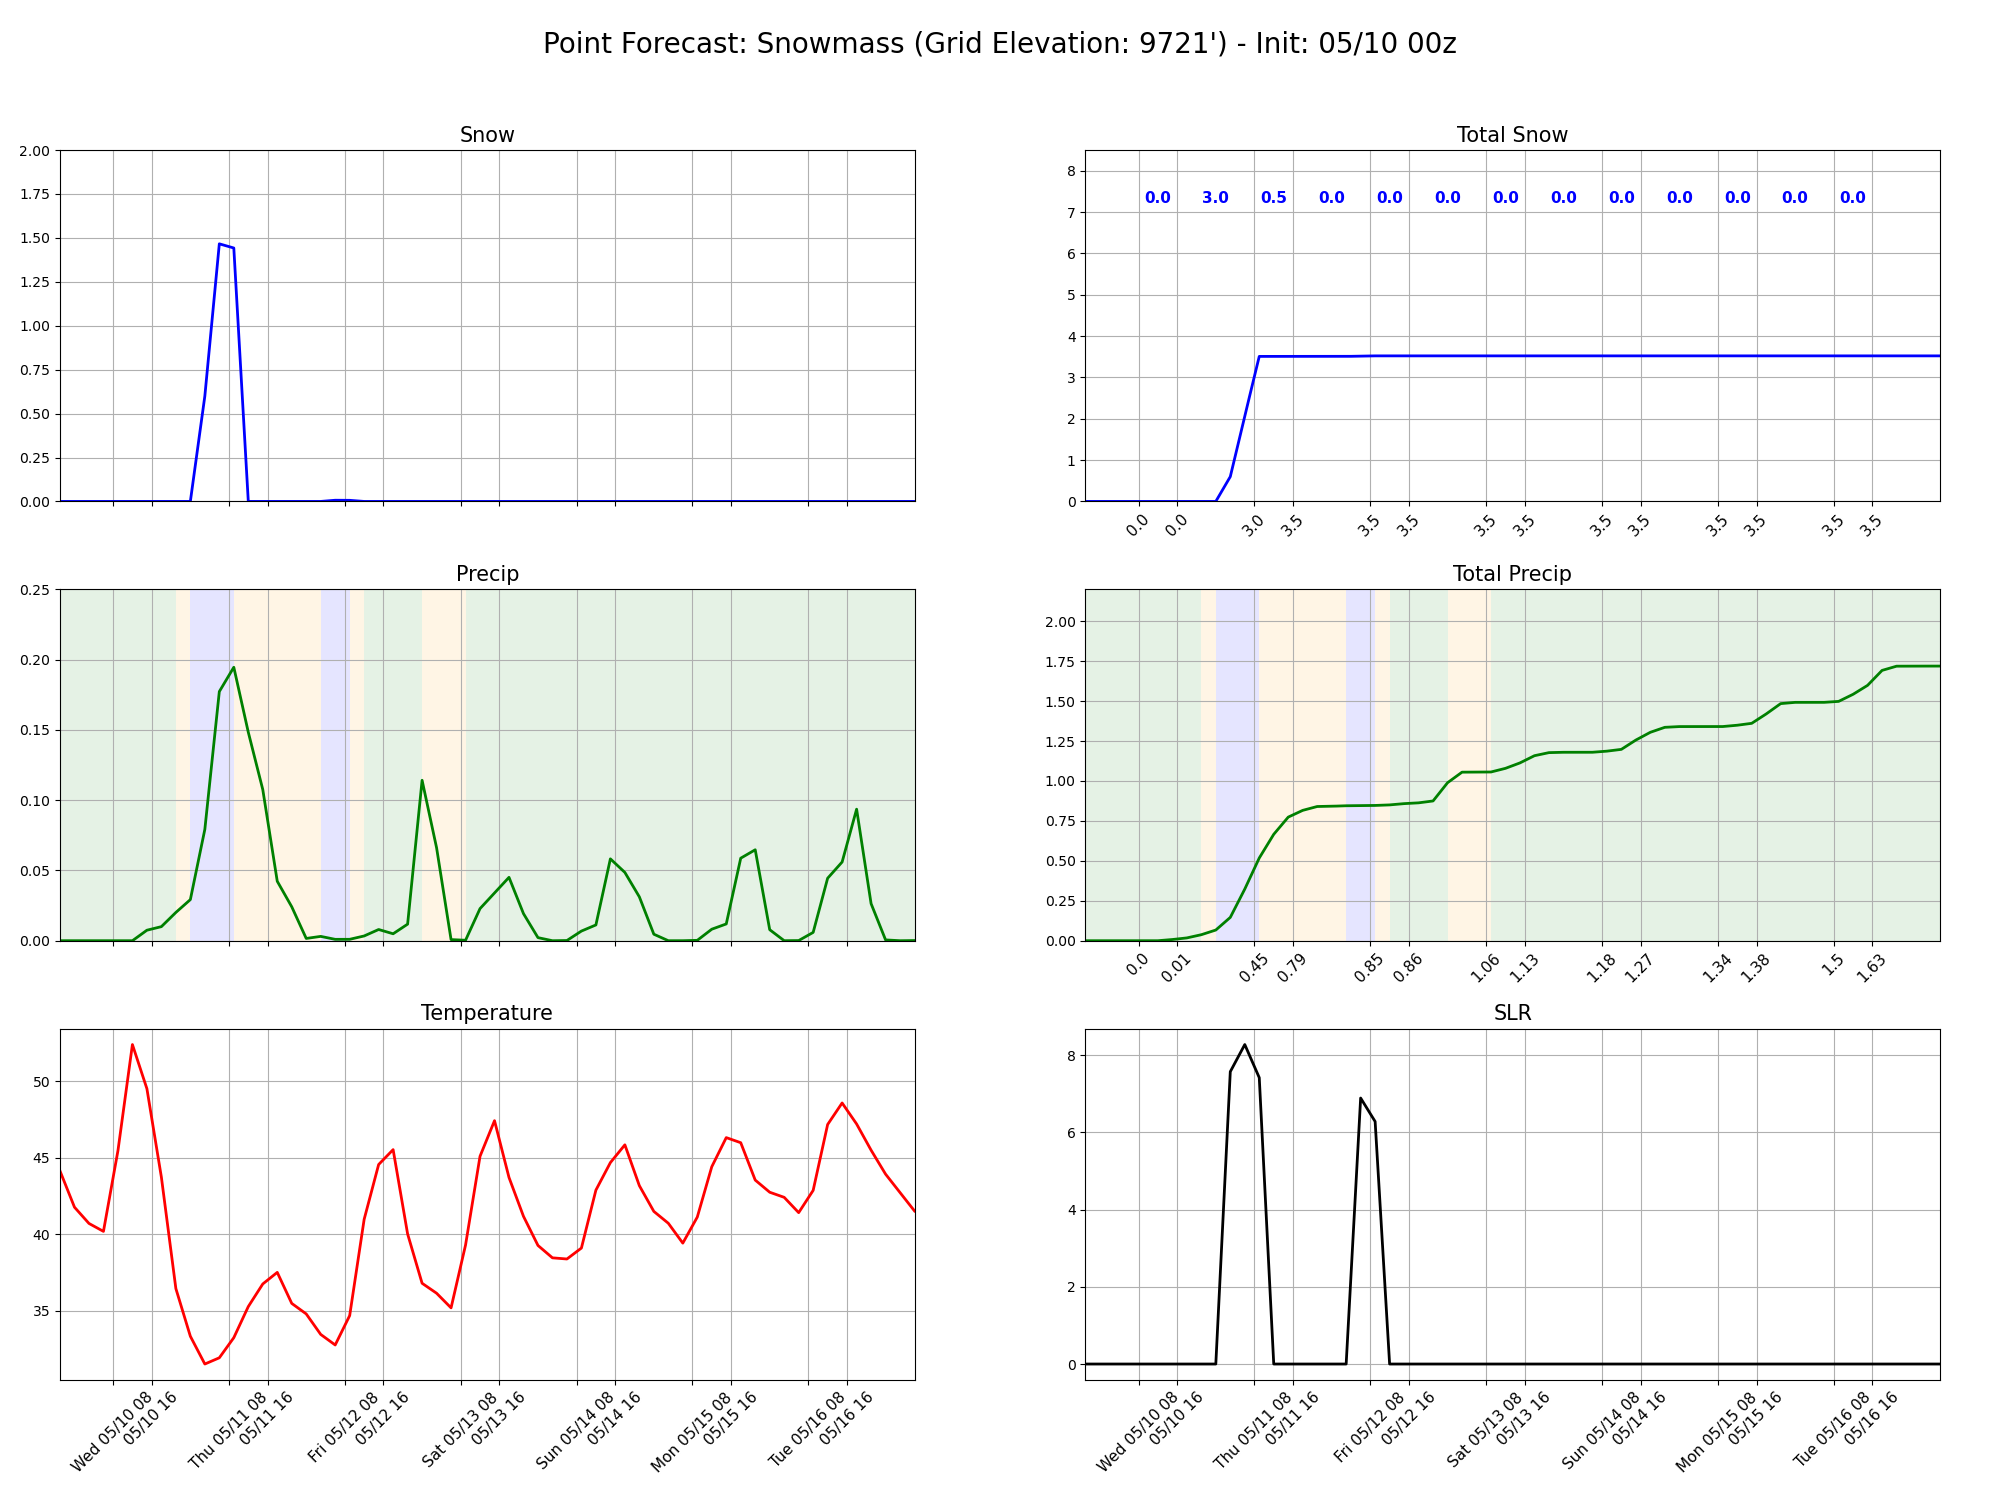 Point Forecast: Snowmass (Grid Elevation: 9721') - Init: 05/10 00z
Snow
2.00
1.75
1.50
1.25
1.00
0.75
0.50
0.25
0.00
Total Snow
8
7
6
5
4
3
2
1
0
0.0 3.0 0.5 0.0 0.0 0.0 0.0 0.0 0.0 0.0 0.0 0.0 0.0
0.0 0.0 3.0 3.5 3.5 3.5 3.5 3.5 3.5 3.5 3.5 3.5 3.5 3.5
Precip
0.25
0.20
0.15
0.10
0.05
0.00
Total Precip
2.00
1.75
1.50
1.25
1.00
0.75
0.50
0.25
0.00
0.0 0.01 0.45 0.79 0.85 0.86 1.06 1.13 1.18 1.27 1.34 1.38 1.5 1.63
Temperature
50
45
40
35
Wed 05/10 08
05/10 16
Thu 05/11 08
05/11 16
Fri 05/12 08
05/12 16
Sat 05/13 08
05/13 16
Sun 05/14 08
05/14 16
Mon 05/15 08
05/15 16
Tue 05/16 08
05/16 16
SLR
8
6
4
2
0
Wed 05/10 08
05/10 16
Thu 05/11 08
05/11 16
Fri 05/12 08
05/12 16
Sat 05/13 08
05/13 16
Sun 05/14 08
05/14 16
Mon 05/15 08
05/15 16
Tue 05/16 08
05/16 16